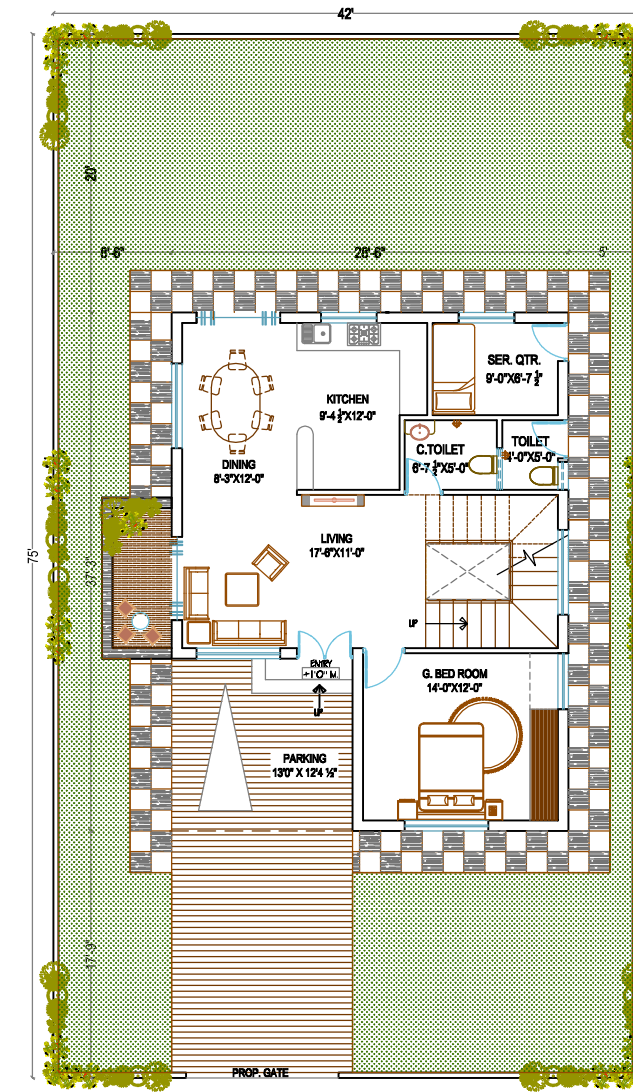 42'
20'
8'-6"
28'-6"
5'
SER. QTR.
9'-0"X6'-7 ½"
KITCHEN
9'-4 ½"X12'-0"
C.TOILET
6'-7 ½"X5'-0"
TOILET
4'-0"X5'-0"
DINING
8'-3"X12'-0"
LIVING
17'-6"X11'-0"
75'
37'-3"
UP
ENTRY
+1'0" M.
UP
G. BED ROOM
14'-0"X12'-0"
PARKING
13'0" X 12'4 ½"
17'-9"
PROP. GATE